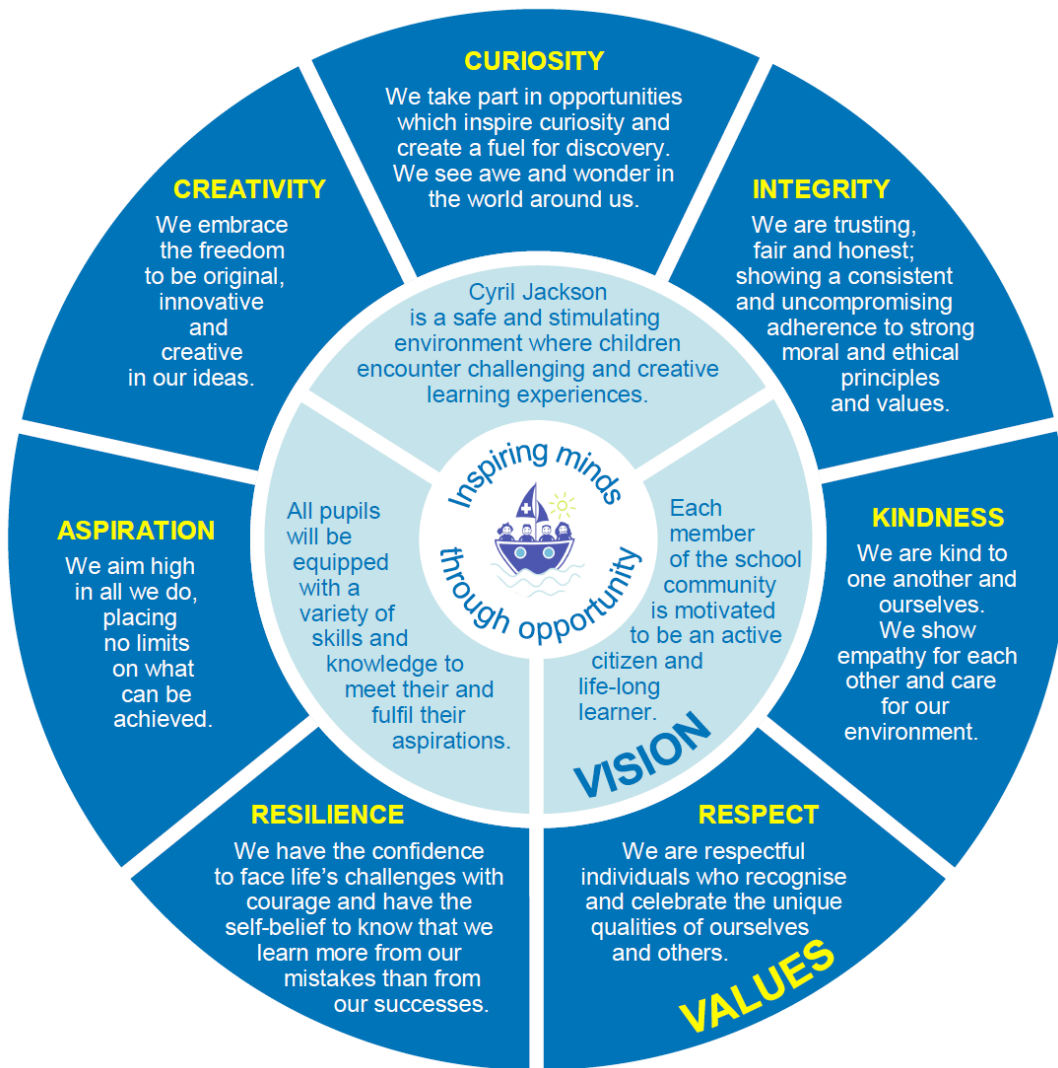 CURIOSITY
We take part in opportunities
which inspire curiosity and
create a fuel for discovery.
We see awe and wonder in
the world around us.
INTEGRITY
We are trusting,
fair and honest;
showing a consistent
and uncompromising
adherence to strong
moral and ethical
principles
and values.
KINDNESS
We are kind to
one another and
ourselves.
We show
empathy for each
other and care
for our
environment.
RESPECT
We are respectful
individuals who recognise
and celebrate the unique
qualities of ourselves
and others.
VALUES
RESILIENCE
We have the confidence
to face life’s challenges with
courage and have the
self-belief to know that we
learn more from our
mistakes than from
our successes.
ASPIRATION
We aim high
in all we do,
placing
no limits
on what
can be
achieved.
CREATIVITY
We embrace
the freedom
to be original,
innovative
and
creative
in our ideas.
Cyril Jackson
is a safe and stimulating
environment where children
encounter challenging and creative
learning experiences.
Each
member
of the school
community
is motivated
to be an active
citizen and
life-long
learner.
VISION
All pupils
will be
equipped
with a
variety of
skills and
knowledge to
meet their and
fulfil their
aspirations.
Inspiring minds
through opportunity